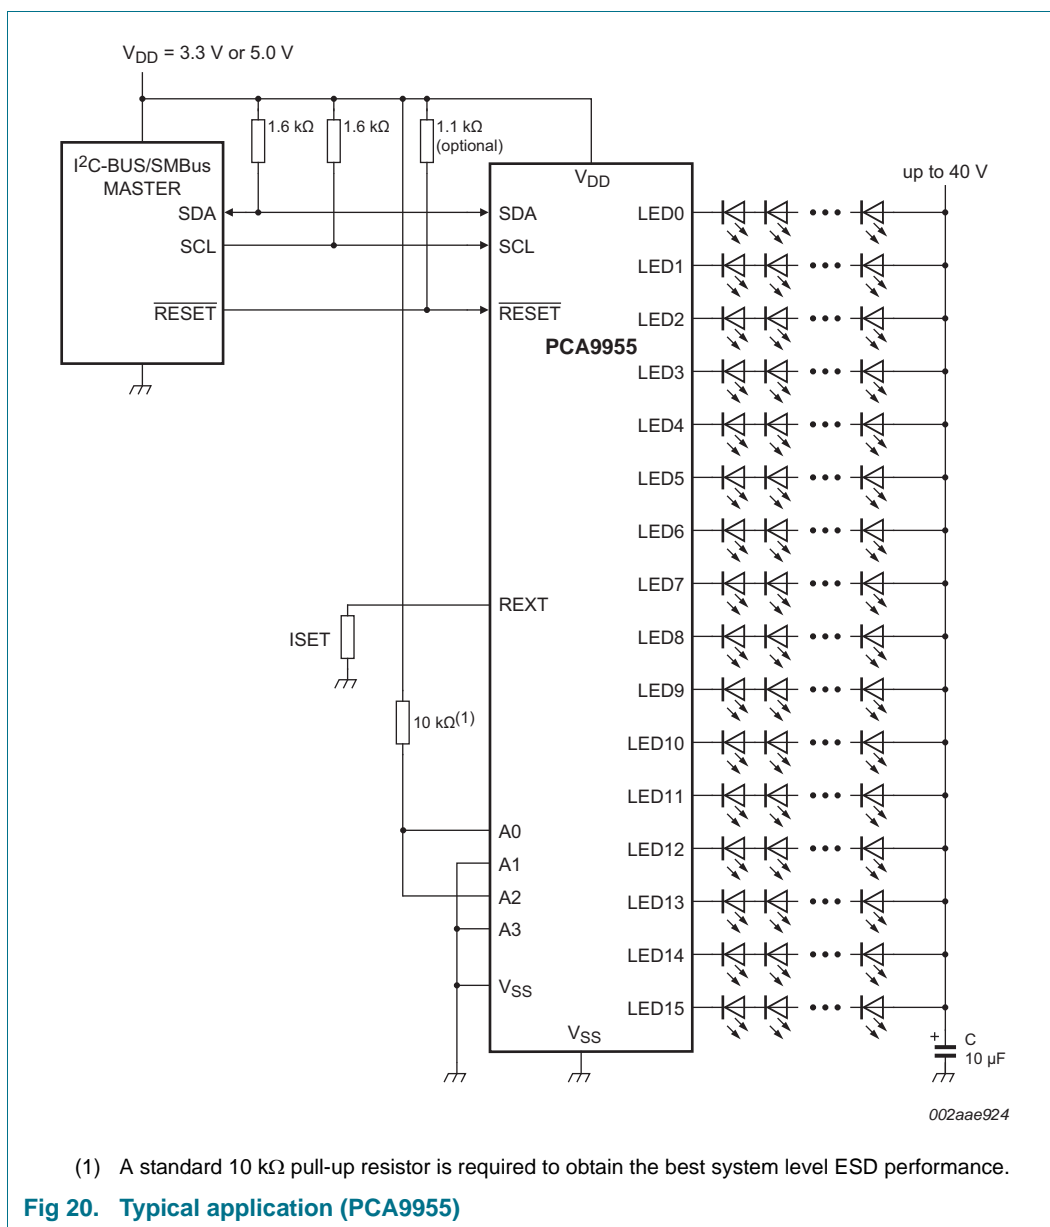 VDD = 3.3 V or 5.0 V
1.6 kΩ
1.6 kΩ
1.1 kΩ
(optional)
I2C-BUS/SMBus
MASTER
SDA
SCL
RESET
VDD
SDA
SCL
RESET
PCA9955
REXT
ISET
10 kΩ(1)
A0
A1
A2
A3
VSS
VSS
up to 40 V
LED0
LED1
LED2
LED3
LED4
LED5
LED6
LED7
LED8
LED9
LED10
LED11
LED12
LED13
LED14
LED15
+
C
10 μF
002aae924
(1) A standard 10 kΩ pull-up resistor is required to obtain the best system level ESD performance.
Fig 20. Typical application (PCA9955)